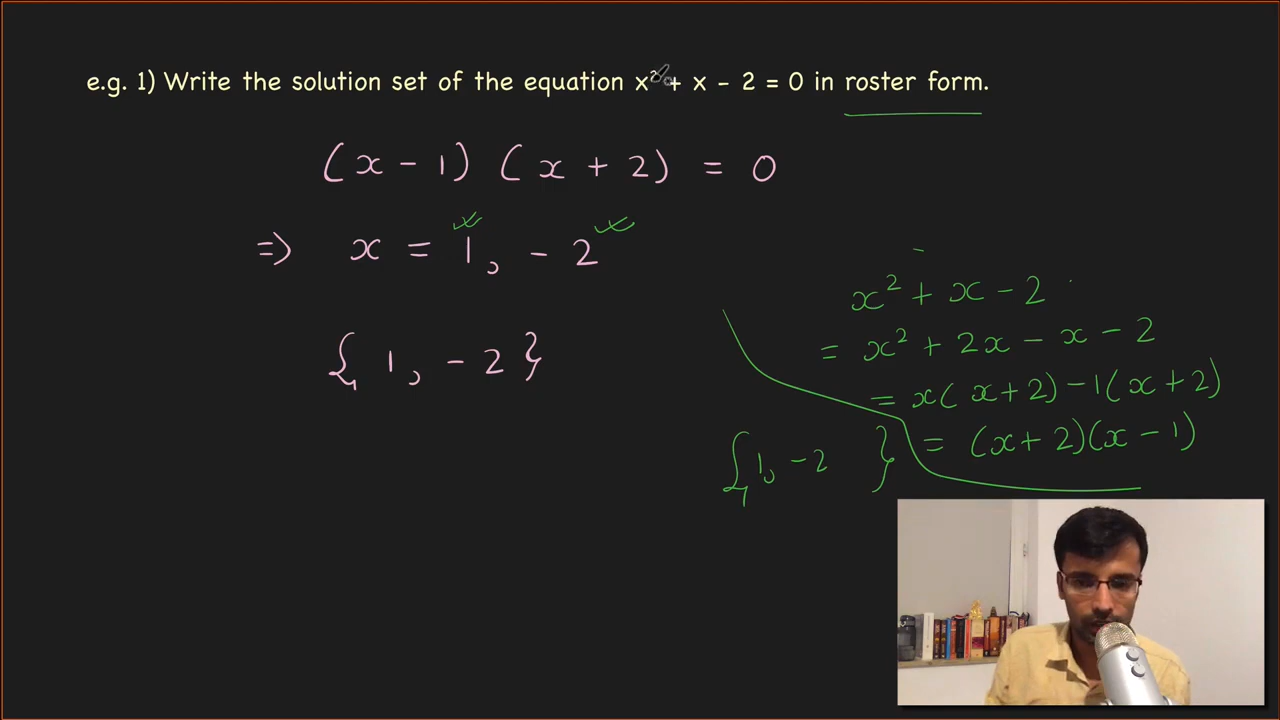 e.g. 1) Write the solution set of the equation x² + x - 2 = 0 in roster form.
(x - 1) (x + 2) = 0
=> x = 1, - 2
{ 1, - 2 }
x² + x - 2
= x² + 2x - x - 2
= x(x + 2) - 1(x + 2)
= (x + 2)(x - 1)
{ 1, - 2 }